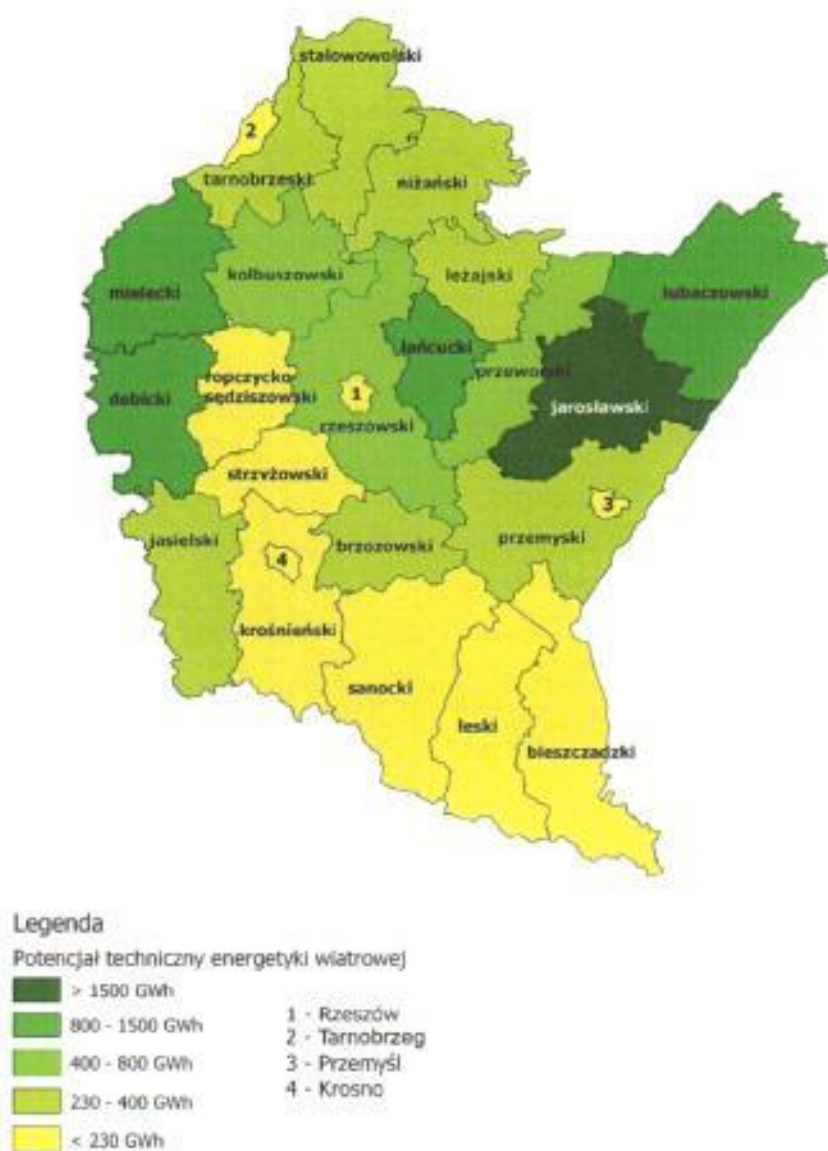 stalowowolski
2
tarnobrzeski
niżański
kolbuszowski
leżajski
mielecki
lubaczowski
łańcucki
ropczycko
sędziszowski
przeworski
dębicki
1
jarosławski
rzeszowski
strzyżowski
3
jasielski
brzozowski
przemyski
4
krośnieński
sanocki
leski
bieszczadzki
Legenda
Potencjał techniczny energetyki wiatrowej
> 1500 GWh
800 - 1500 GWh
400 - 800 GWh
230 - 400 GWh
< 230 GWh
1 - Rzeszów
2 - Tarnobrzeg
3 - Przemyśl
4 - Krosno